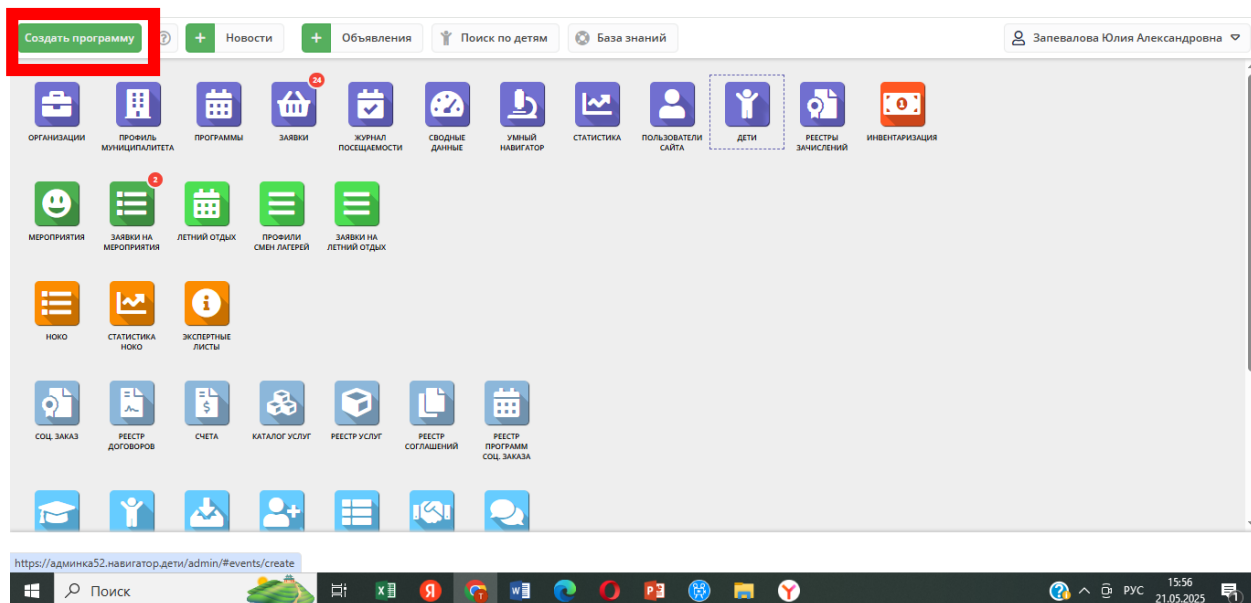 Создать программу
? + Новости + Объявления Поиск по детям База знаний Запевалова Юлия Александровна
24
ОРГАНИЗАЦИИ ПРОФИЛЬ ПРОГРАММЫ ЗАЯВКИ ЖУРНАЛ СВОДНЫЕ УМНЫЙ СТАТИСТИКА ПОЛЬЗОВАТЕЛИ ДЕТИ РЕЕСТРЫ ИНВЕНТАРИЗАЦИЯ
МУНИЦИПАЛИТЕТА ПОСЕЩАЕМОСТИ ДАННЫЕ НАВИГАТОР САЙТА ЗАЧИСЛЕНИЙ
2
МЕРОПРИЯТИЯ ЗАЯВКИ НА ЛЕТНИЙ ОТДЫХ ПРОФИЛИ ЗАЯВКИ НА
МЕРОПРИЯТИЯ СМЕН ЛАГЕРЕЙ ЛЕТНИЙ ОТДЫХ
НОКО СТАТИСТИКА ЭКСПЕРТНЫЕ
НОКО ЛИСТЫ
СОЦ. ЗАКАЗ РЕЕСТР СЧЕТА КАТАЛОГ УСЛУГ РЕЕСТР УСЛУГ РЕЕСТР РЕЕСТР
ДОГОВОРОВ СОГЛАШЕНИЙ ПРОГРАММ
СОЦ. ЗАКАЗА
https://админка52.навигатор.дети/admin/#events/create
Поиск РУС 15:56
21.05.2025